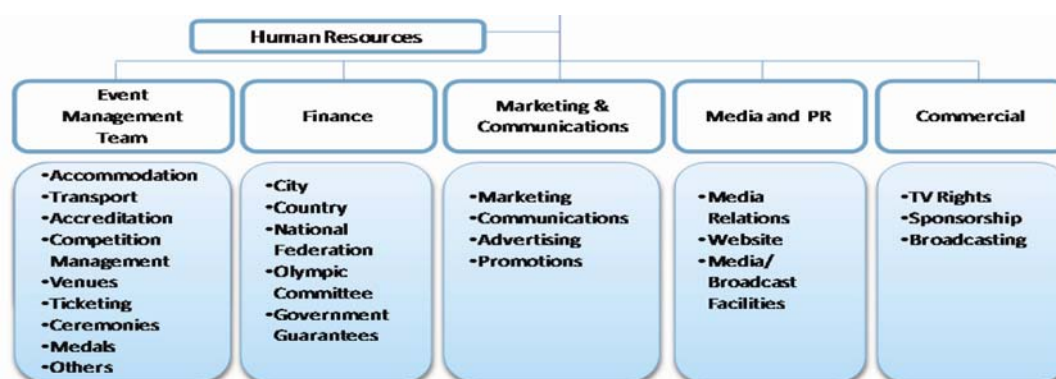 Human Resources
Event
Management
Team
Finance
Marketing &
Communications
Media and PR
Commercial
•Accommodation
•Transport
•Accreditation
•Competition
Management
•Venues
•Ticketing
•Ceremonies
•Medals
•Others
•City
•Country
•National
Federation
•Olympic
Committee
•Government
Guarantees
•Marketing
•Communications
•Advertising
•Promotions
•Media
Relations
•Website
•Media/
Broadcast
Facilities
•TV Rights
•Sponsorship
•Broadcasting